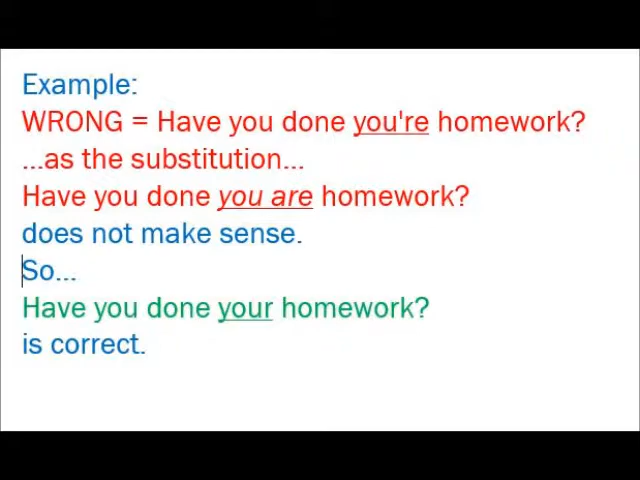 Example:
WRONG = Have you done you're homework?
...as the substitution...
Have you done you are homework?
does not make sense.
So...
Have you done your homework?
is correct.